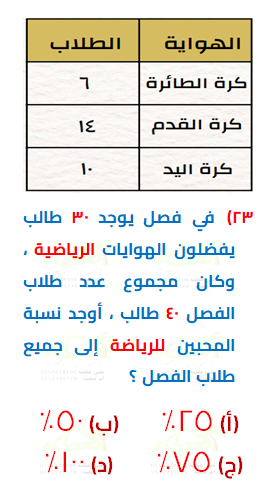 الهواية الطلاب
كرة الطائرة ٦
كرة القدم ١٤
كرة اليد ١٠
٢٣) في فصل يوجد ٣٠ طالب
يفضلون الهوايات الرياضية ،
وكان مجموع عدد طلاب
الفصل ٤٠ طالب ، أوجد نسبة
المحبين للرياضة إلى جميع
طلاب الفصل ؟
(أ) ٢٥٪ (ب) ٥٠٪
(ج) ٧٥٪ (د) ١٠٠٪